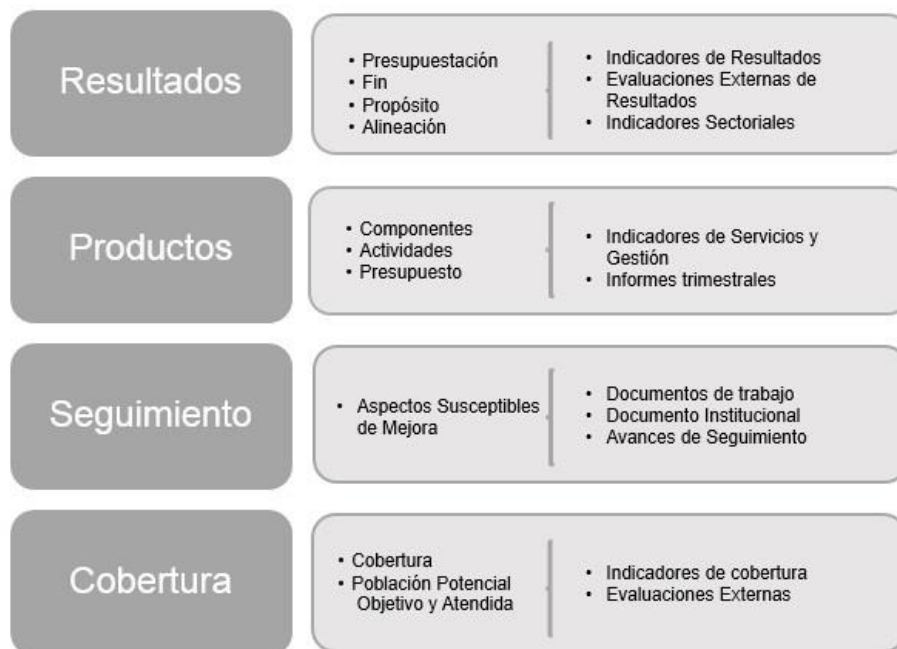 Resultados
• Presupuestación
• Fin
• Propósito
• Alineación
• Indicadores de Resultados
• Evaluaciones Externas de
Resultados
• Indicadores Sectoriales
Productos
• Componentes
• Actividades
• Presupuesto
• Indicadores de Servicios y
Gestión
• Informes trimestrales
Seguimiento
• Aspectos Susceptibles
de Mejora
• Documentos de trabajo
• Documento Institucional
• Avances de Seguimiento
Cobertura
• Cobertura
• Población Potencial
Objetivo y Atendida
• Indicadores de cobertura
• Evaluaciones Externas